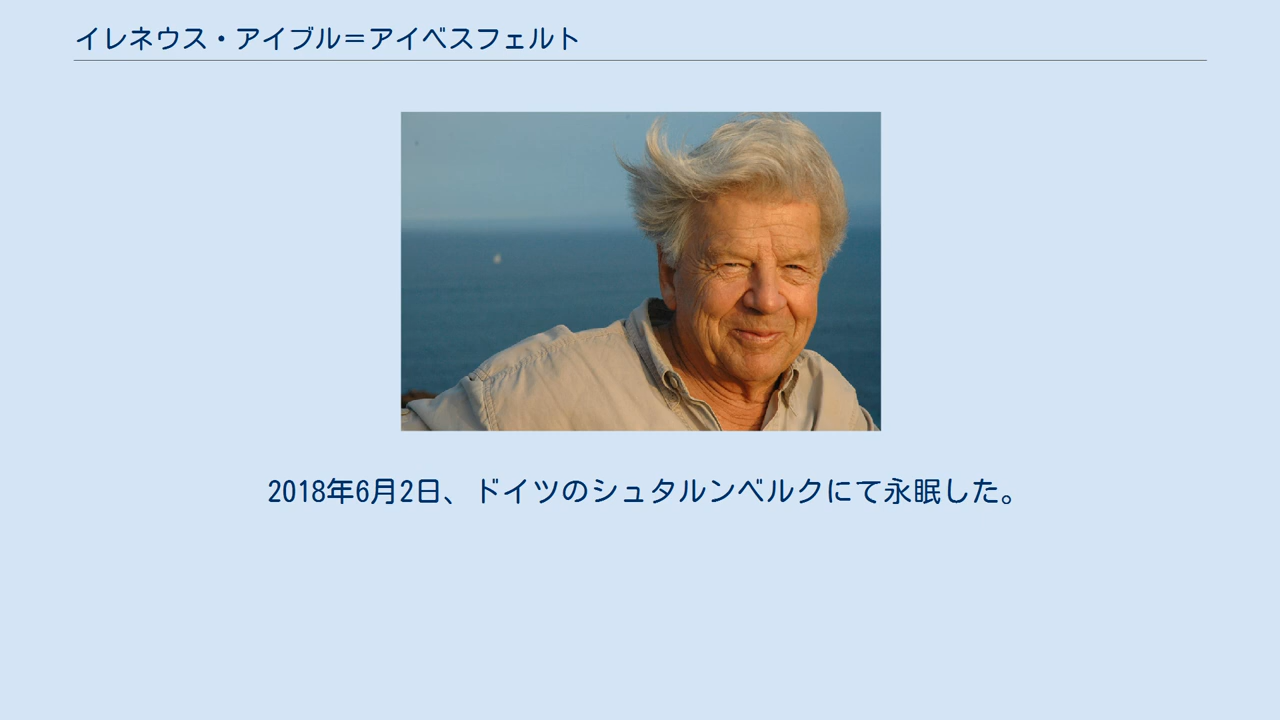 イレネウス・アイブル＝アイベスフェルト
2018年6月2日、ドイツのシュタルンベルクにて永眠した。